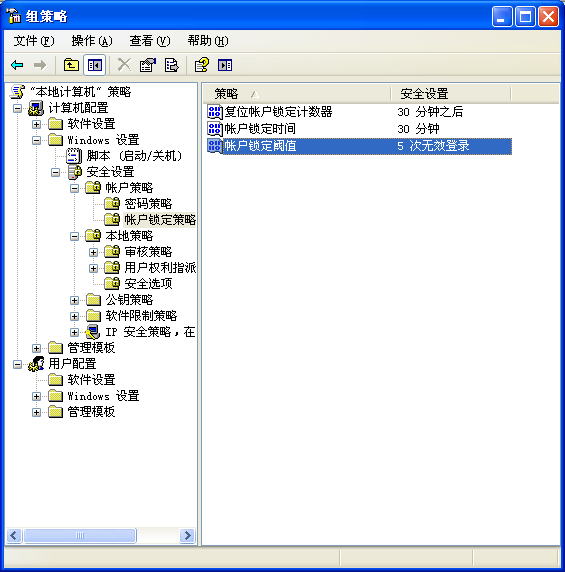 组策略
文件(F) 操作(A) 查看(V) 帮助(H)
"本地计算机" 策略
计算机配置
软件设置
Windows 设置
脚本 (启动/关机)
安全设置
帐户策略
密码策略
帐户锁定策略
本地策略
审核策略
用户权利指派
安全选项
公钥策略
软件限制策略
IP 安全策略，在
管理模板
用户配置
软件设置
Windows 设置
管理模板
策略 安全设置
复位帐户锁定计数器 30 分钟之后
帐户锁定时间 30 分钟
帐户锁定阈值 5 次无效登录